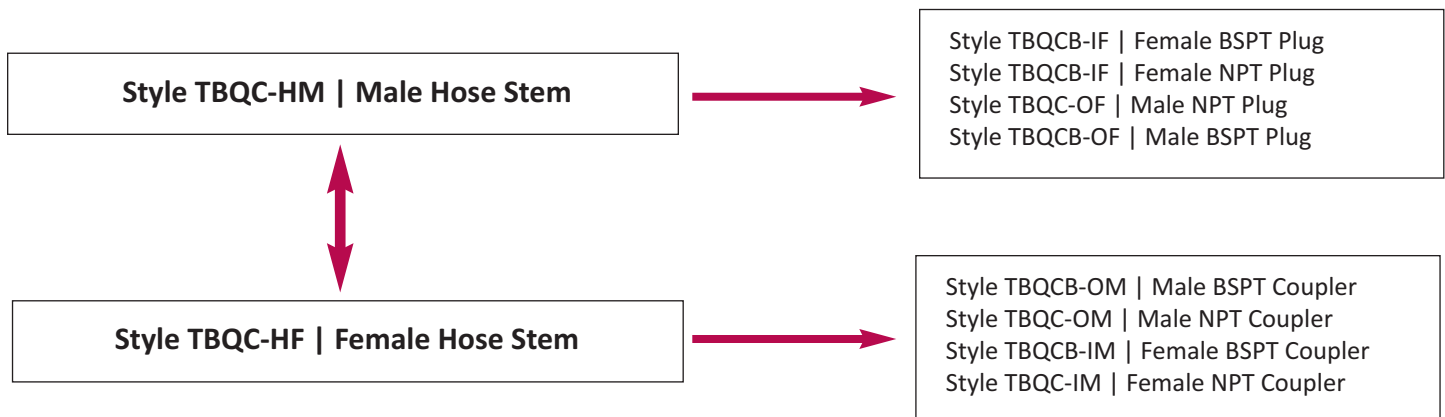 Style TBQC-HM | Male Hose Stem
Style TBQCB-IF | Female BSPT Plug
Style TBQCB-IF | Female NPT Plug
Style TBQC-OF | Male NPT Plug
Style TBQCB-OF | Male BSPT Plug
Style TBQC-HF | Female Hose Stem
Style TBQCB-OM | Male BSPT Coupler
Style TBQC-OM | Male NPT Coupler
Style TBQCB-IM | Female BSPT Coupler
Style TBQC-IM | Female NPT Coupler